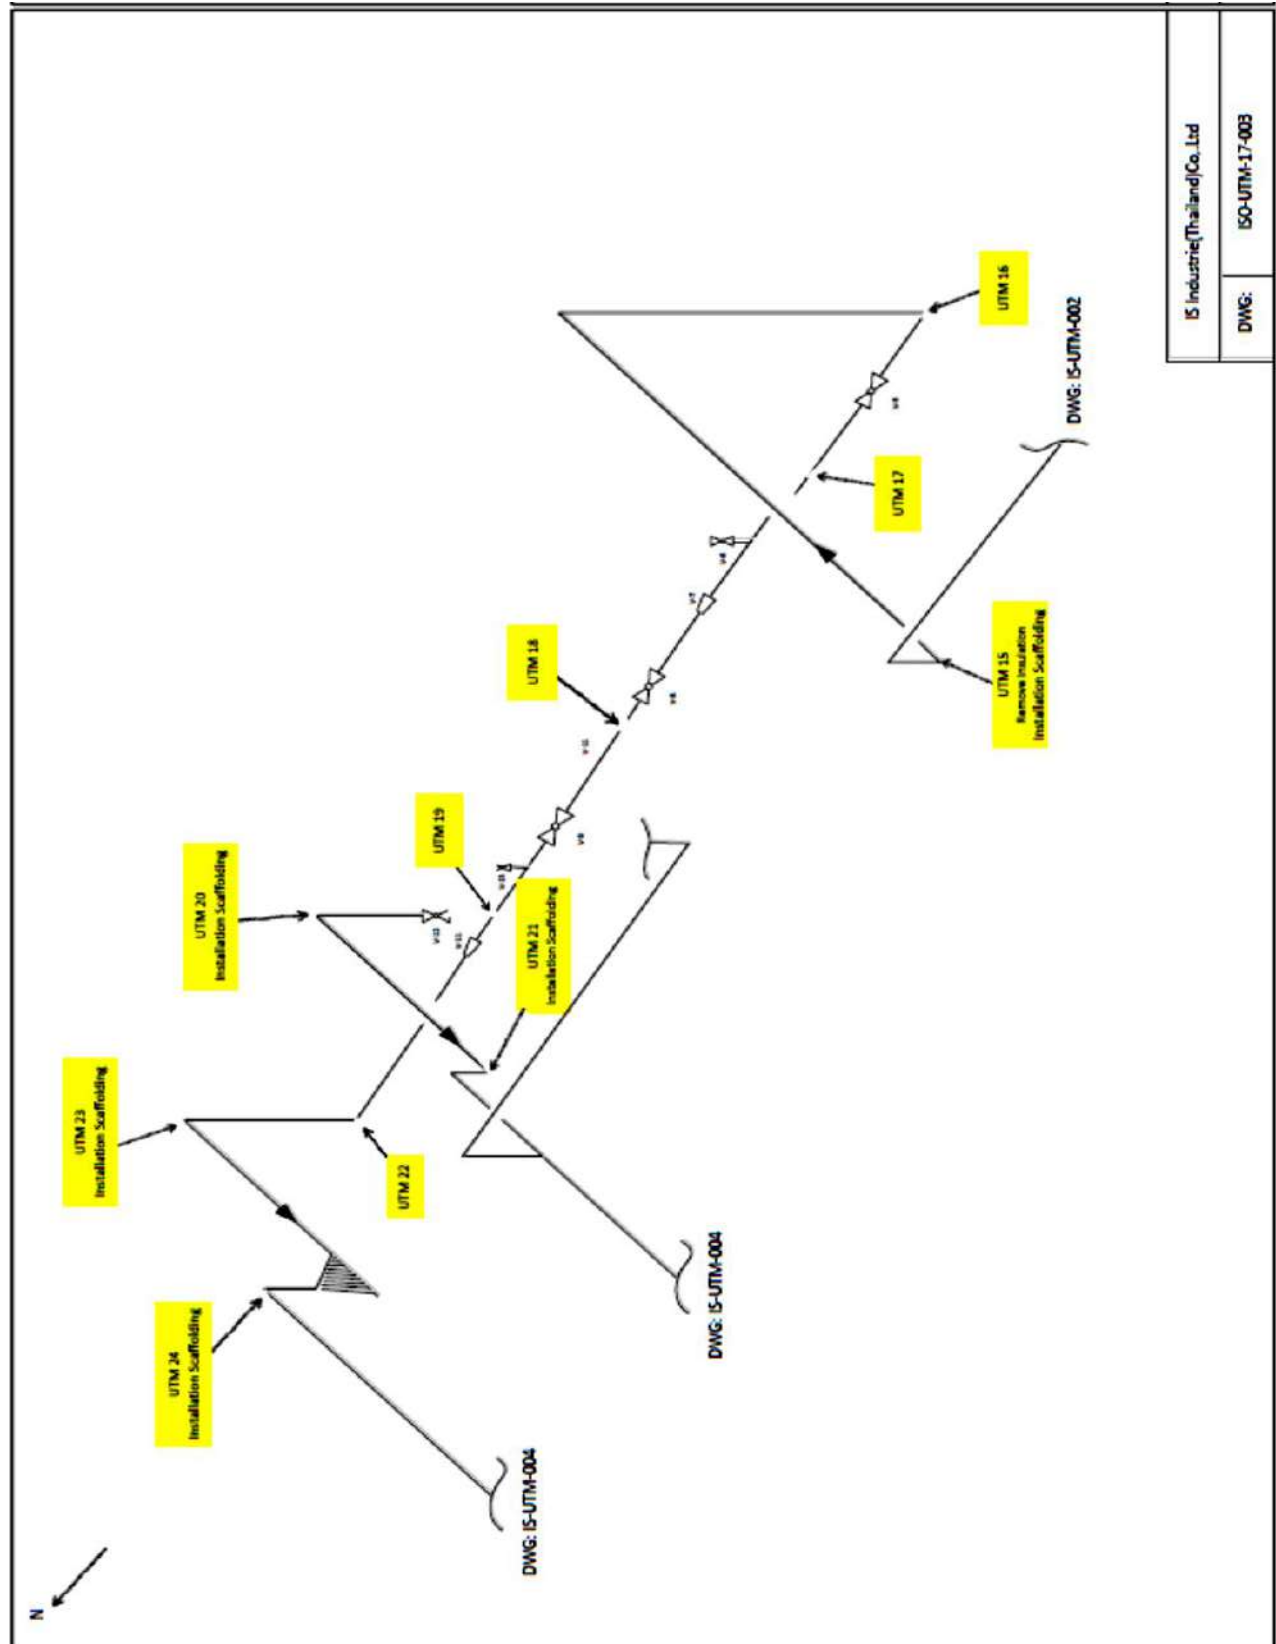 N
UTM 23
Installation Scaffolding
UTM 20
Installation Scaffolding
UTM 24
Installation Scaffolding
UTM 22
UTM 19
UTM 18
UTM 21
Installation Scaffolding
DWG: IS-UTM-004
DWG: IS-UTM-004
UTM 17
UTM 16
UTM 15
Remove Insulation
Installation Scaffolding
DWG: IS-UTM-002
V-7
V-11
IS Industrie(Thailand)Co,.Ltd
DWG: ISO-UTM-17-003